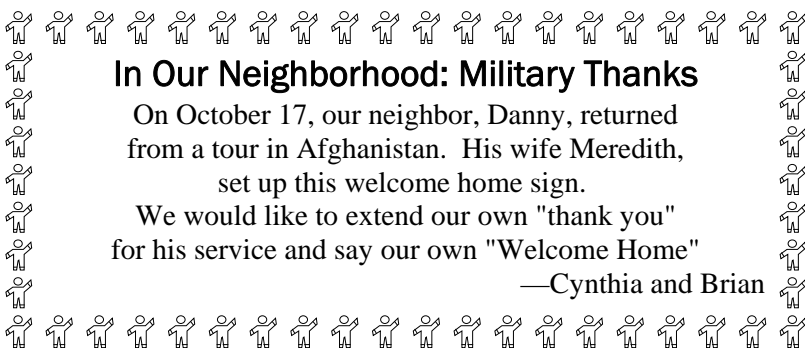 In Our Neighborhood: Military Thanks
On October 17, our neighbor, Danny, returned
from a tour in Afghanistan.  His wife Meredith,
set up this welcome home sign.
We would like to extend our own "thank you"
for his service and say our own "Welcome Home"
—Cynthia and Brian